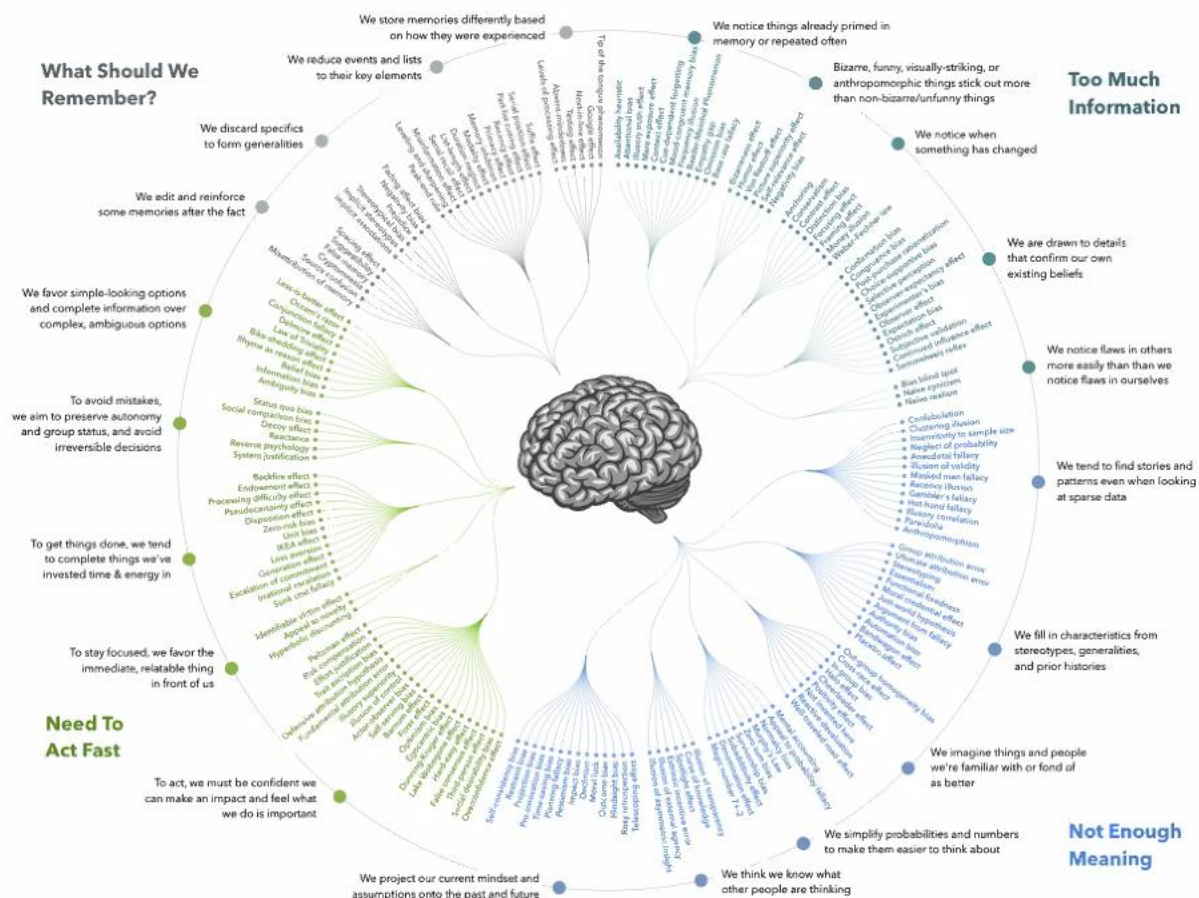 What Should We
Remember?
We store memories differently based
on how they were experienced
We reduce events and lists
to their key elements
We discard specifics
to form generalities
We edit and reinforce
some memories after the fact
Tip of the tongue phenomenon
Google effect
Next-in-line effect
Testing effect
Absent-mindedness
Levels of processing effect
Suffix effect
Serial position effect
Part-list cuing effect
Recency effect
Primacy effect
Memory inhibition
Modality effect
Duration neglect
List-length effect
Serial recall effect
Misinformation effect
Leveling and sharpening
Peak-end rule
Fading affect bias
Negativity bias
Prejudice
Stereotypical bias
Implicit stereotypes
Implicit associations
Spacing effect
Suggestibility
False memory
Cryptomnesia
Source confusion
Misattribution of memory
Too Much
Information
We notice things already primed in
memory or repeated often
Bizarre, funny, visually-striking, or
anthropomorphic things stick out more
than non-bizarre/unfunny things
We notice when
something has changed
We are drawn to details
that confirm our own
existing beliefs
We notice flaws in others
more easily than than we
notice flaws in ourselves
Availability heuristic
Attentional bias
Illusory truth effect
Mere exposure effect
Context effect
Cue-dependent forgetting
Mood-congruent memory bias
Frequency illusion
Baader-Meinhof Phenomenon
Empathy gap
Omission bias
Base rate fallacy
Bizarreness effect
Humor effect
Von Restorff effect
Picture superiority effect
Self-relevance effect
Negativity bias
Anchoring
Conservatism
Contrast effect
Distinction bias
Focusing effect
Framing effect
Money illusion
Weber-Fechner law
Confirmation bias
Congruence bias
Post-purchase rationalization
Choice-supportive bias
Selective perception
Observer-expectancy effect
Experimenter's bias
Observer effect
Expectation bias
Ostrich effect
Subjective validation
Continued influence effect
Semmelweis reflex
Bias blind spot
Naïve cynicism
Naïve realism
Not Enough
Meaning
We tend to find stories and
patterns even when looking
at sparse data
We fill in characteristics from
stereotypes, generalities,
and prior histories
We imagine things and people
we're familiar with or fond of
as better
We simplify probabilities and numbers
to make them easier to think about
We think we know what
other people are thinking
We project our current mindset and
assumptions onto the past and future
Confabulation
Clustering illusion
Insensitivity to sample size
Neglect of probability
Anecdotal fallacy
Illusion of validity
Masked man fallacy
Recency illusion
Gambler's fallacy
Hot-hand fallacy
Illusory correlation
Pareidolia
Anthropomorphism
Group attribution error
Ultimate attribution error
Stereotyping
Essentialism
Functional fixedness
Moral credential effect
Just-world hypothesis
Argument from fallacy
Authority bias
Automation bias
Bandwagon effect
Placebo effect
Out-group homogeneity bias
Cross-race effect
In-group bias
Halo effect
Cheerleader effect
Positivity effect
Not invented here
Reactive devaluation
Well-traveled road effect
Mental accounting
Appeal to probability fallacy
Normalcy bias
Murphy's Law
Zero sum bias
Survivorship bias
Subadditivity effect
Denomination effect
Magic number 7+-2
Illusion of transparency
Curse of knowledge
Spotlight effect
Extrinsic incentive error
Illusion of external agency
Illusion of asymmetric insight
Telescoping effect
Rosy retrospection
Hindsight bias
Outcome bias
Moral luck
Declinism
Impact bias
Pessimism bias
Planning fallacy
Time-saving bias
Pro-innovation bias
Projection bias
Restraint bias
Self-consistency bias
Need To
Act Fast
We favor simple-looking options
and complete information over
complex, ambiguous options
To avoid mistakes,
we aim to preserve autonomy
and group status, and avoid
irreversible decisions
To get things done, we tend
to complete things we've
invested time & energy in
To stay focused, we favor the
immediate, relatable thing
in front of us
To act, we must be confident we
can make an impact and feel what
we do is important
Less-is-better effect
Occam's razor
Conjunction fallacy
Delmore effect
Law of Triviality
Bike-shedding effect
Rhyme as reason effect
Belief bias
Information bias
Ambiguity bias
Status quo bias
Social comparison bias
Decoy effect
Reactance
Reverse psychology
System justification
Backfire effect
Endowment effect
Processing difficulty effect
Pseudocertainty effect
Disposition effect
Zero-risk bias
Unit bias
IKEA effect
Loss aversion
Generation effect
Escalation of commitment
Irrational escalation
Sunk cost fallacy
Identifiable victim effect
Appeal to novelty
Hyperbolic discounting
Peltzman effect
Risk compensation
Effort justification
Trait ascription bias
Defensive attribution hypothesis
Fundamental attribution error
Illusory superiority
Illusion of control
Actor-observer bias
Self-serving bias
Barnum effect
Forer effect
Optimism bias
Egocentric bias
Dunning-Kruger effect
Lake Wobegone effect
Hard-easy effect
False consensus effect
Third-person effect
Social desirability bias
Overconfidence effect